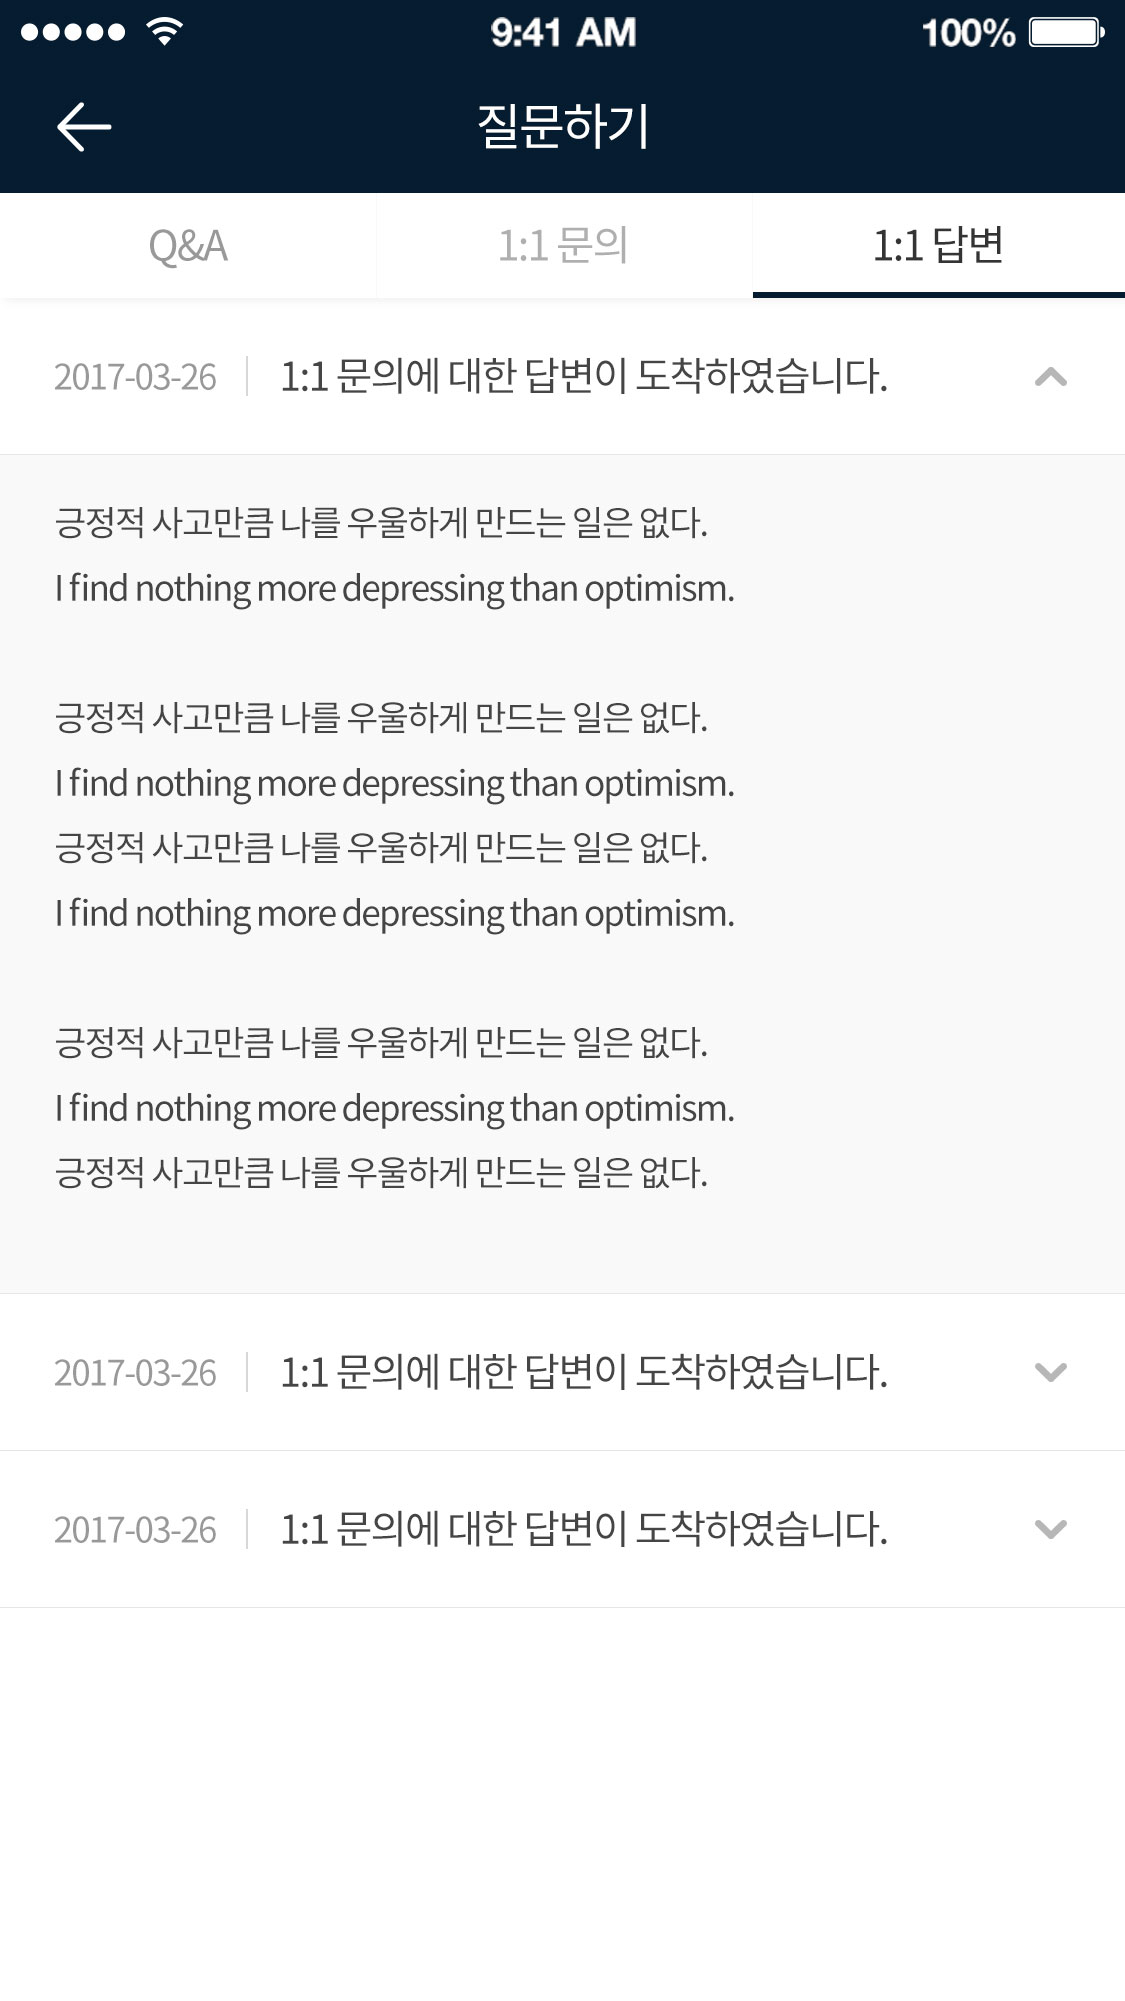 9:41 AM 100%
질문하기
Q&A 1:1 문의 1:1 답변
2017-03-26 1:1 문의에 대한 답변이 도착하였습니다.
긍정적 사고만큼 나를 우울하게 만드는 일은 없다.
I find nothing more depressing than optimism.
긍정적 사고만큼 나를 우울하게 만드는 일은 없다.
I find nothing more depressing than optimism.
긍정적 사고만큼 나를 우울하게 만드는 일은 없다.
I find nothing more depressing than optimism.
긍정적 사고만큼 나를 우울하게 만드는 일은 없다.
I find nothing more depressing than optimism.
긍정적 사고만큼 나를 우울하게 만드는 일은 없다.
2017-03-26 1:1 문의에 대한 답변이 도착하였습니다.
2017-03-26 1:1 문의에 대한 답변이 도착하였습니다.